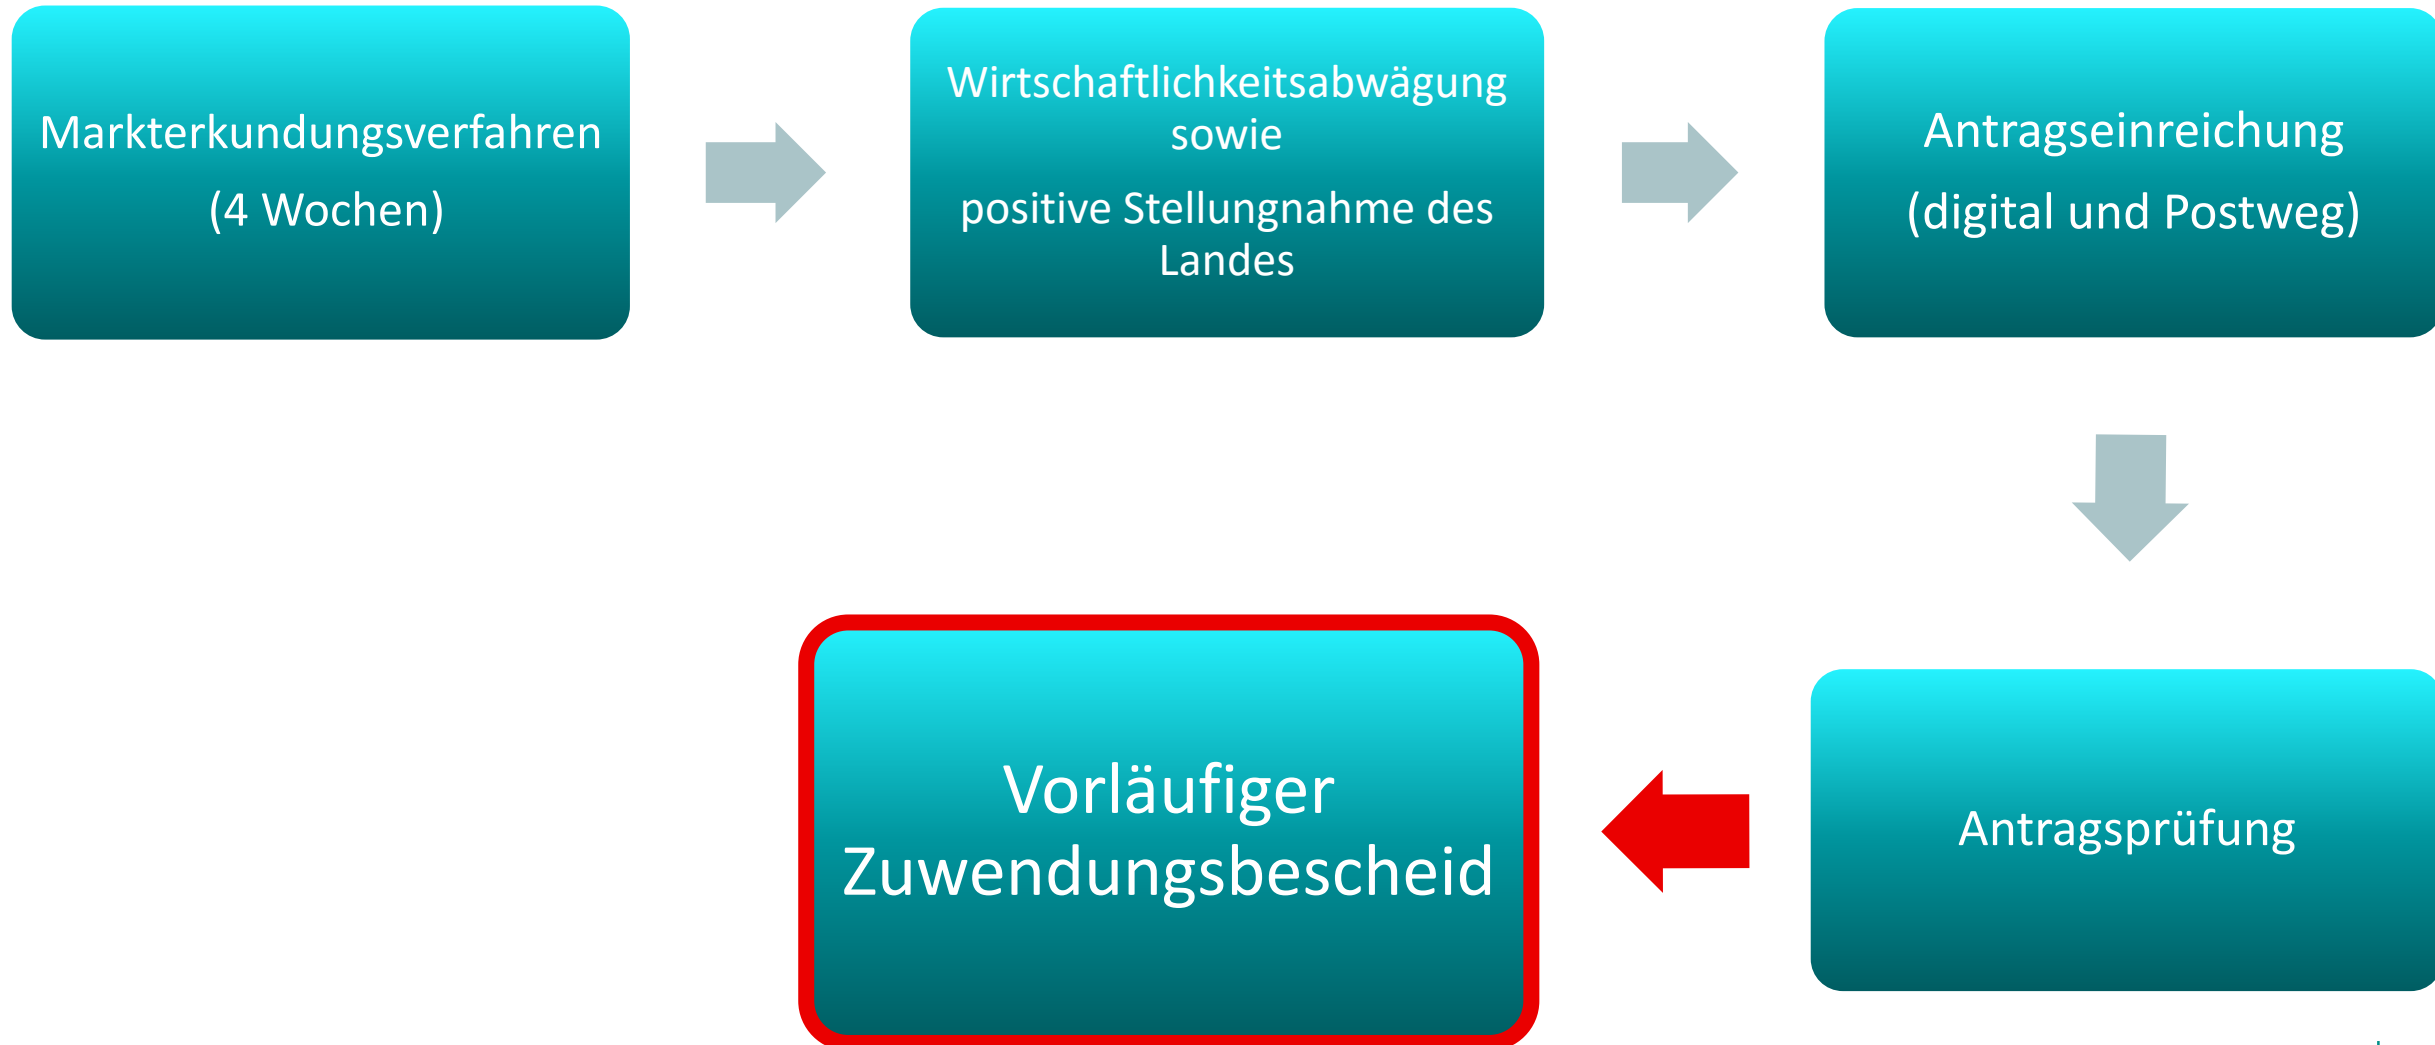 Markterkundungsverfahren
(4 Wochen)
Wirtschaftlichkeitsabwägung
sowie
positive Stellungnahme des
Landes
Antragseinreichung
(digital und Postweg)
Antragsprüfung
Vorläufiger
Zuwendungsbescheid